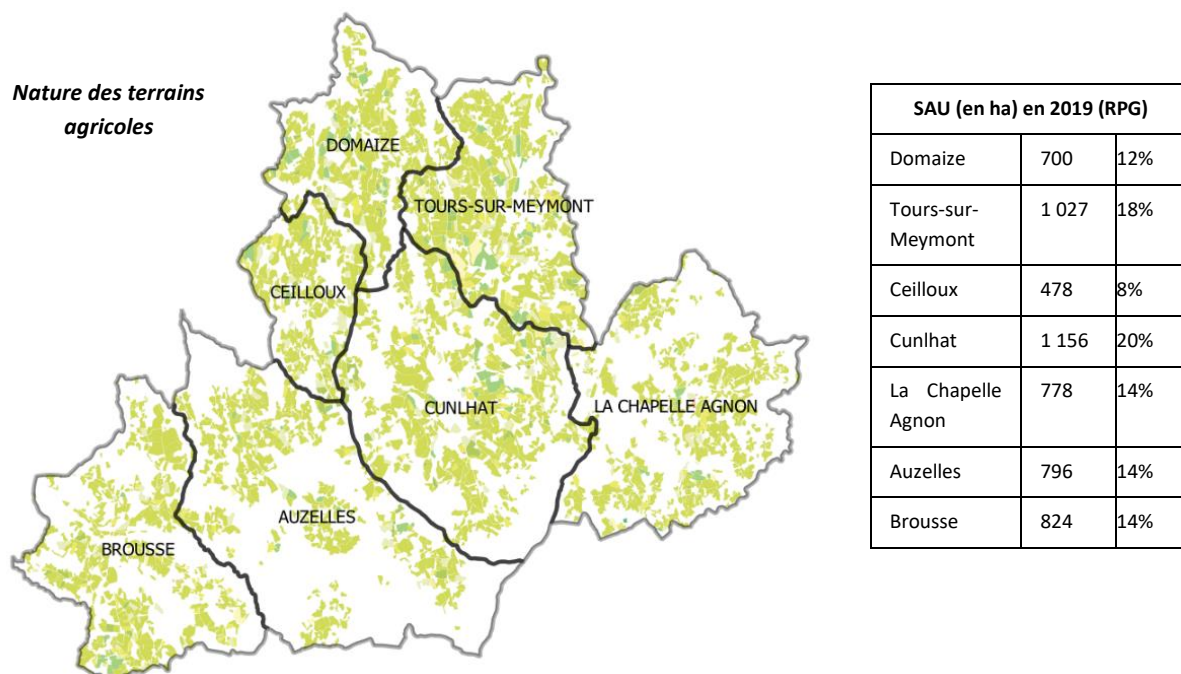 Nature des terrains
agricoles
DOMAIZE
TOURS-SUR-MEYMONT
CEILLOUX
CUNLHAT
LA CHAPELLE AGNON
AUZELLES
BROUSSE
SAU (en ha) en 2019 (RPG)
Domaize 700 12%
Tours-sur-
Meymont 1 027 18%
Ceilloux 478 8%
Cunlhat 1 156 20%
La Chapelle
Agnon 778 14%
Auzelles 796 14%
Brousse 824 14%